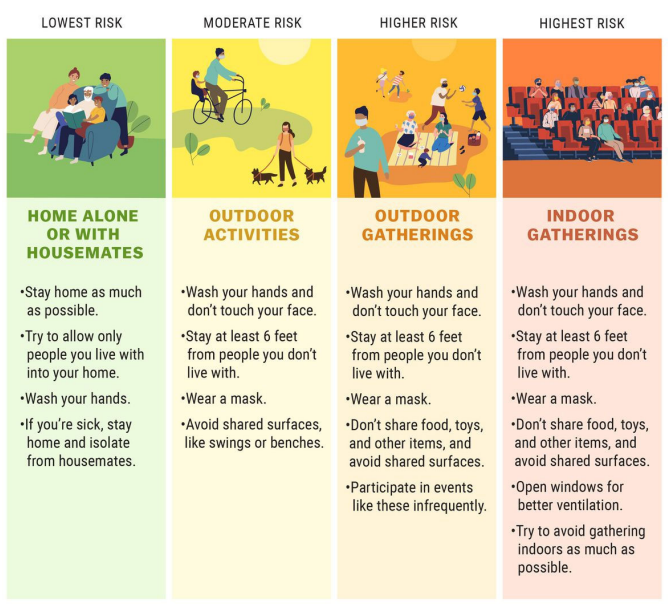 LOWEST RISK
HOME ALONE
OR WITH
HOUSEMATES
•Stay home as much
as possible.
•Try to allow only
people you live with
into your home.
•Wash your hands.
•If you’re sick, stay
home and isolate
from housemates.
MODERATE RISK
OUTDOOR
ACTIVITIES
•Wash your hands and
don’t touch your face.
•Stay at least 6 feet
from people you don’t
live with.
•Wear a mask.
•Avoid shared surfaces,
like swings or benches.
HIGHER RISK
OUTDOOR
GATHERINGS
•Wash your hands and
don’t touch your face.
•Stay at least 6 feet
from people you don’t
live with.
•Wear a mask.
•Don’t share food, toys,
and other items, and
avoid shared surfaces.
•Participate in events
like these infrequently.
HIGHEST RISK
INDOOR
GATHERINGS
•Wash your hands and
don’t touch your face.
•Stay at least 6 feet
from people you don’t
live with.
•Wear a mask.
•Don’t share food, toys,
and other items, and
avoid shared surfaces.
•Open windows for
better ventilation.
•Try to avoid gathering
indoors as much as
possible.